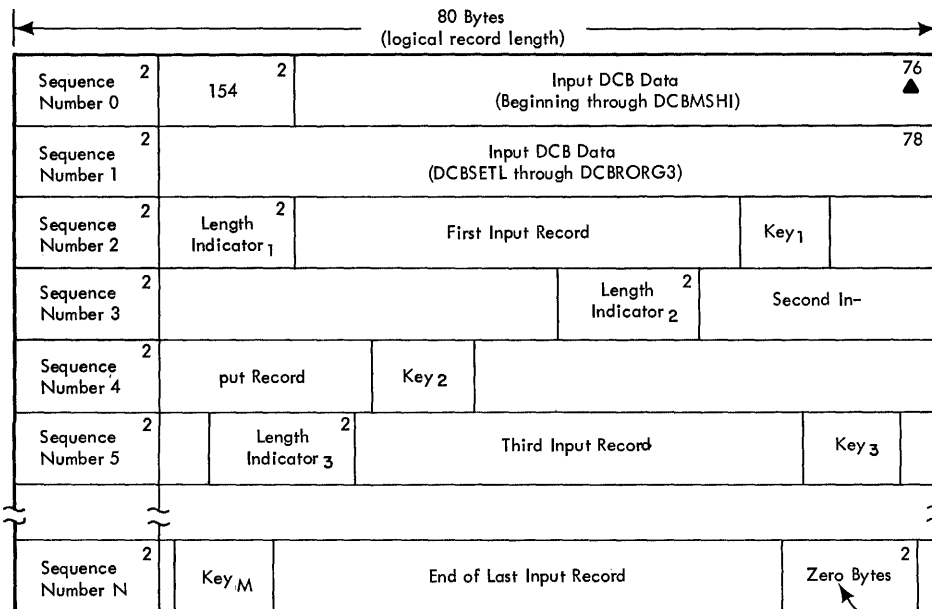 80 Bytes
(logical record length)
Sequence Number 0 2 154 2 Input DCB Data (Beginning through DCBMSHI) 76
Sequence Number 1 2 Input DCB Data (DCBSETL through DCBRORG3) 78
Sequence Number 2 2 Length Indicator 1 2 First Input Record Key 1
Sequence Number 3 2 Length Indicator 2 2 Second In-
Sequence Number 4 2 put Record Key 2
Sequence Number 5 2 Length Indicator 3 2 Third Input Record Key 3
Sequence Number N 2 Key M End of Last Input Record Zero Bytes 2